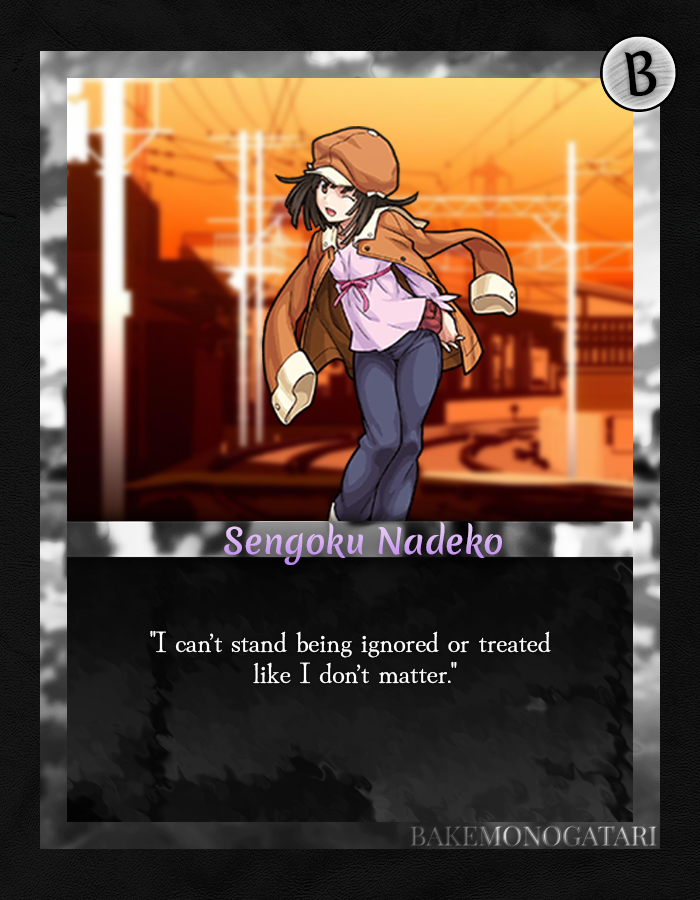 B
Sengoku Nadeko
"I can't stand being ignored or treated
like I don't matter."
BAKEMONOGATARI